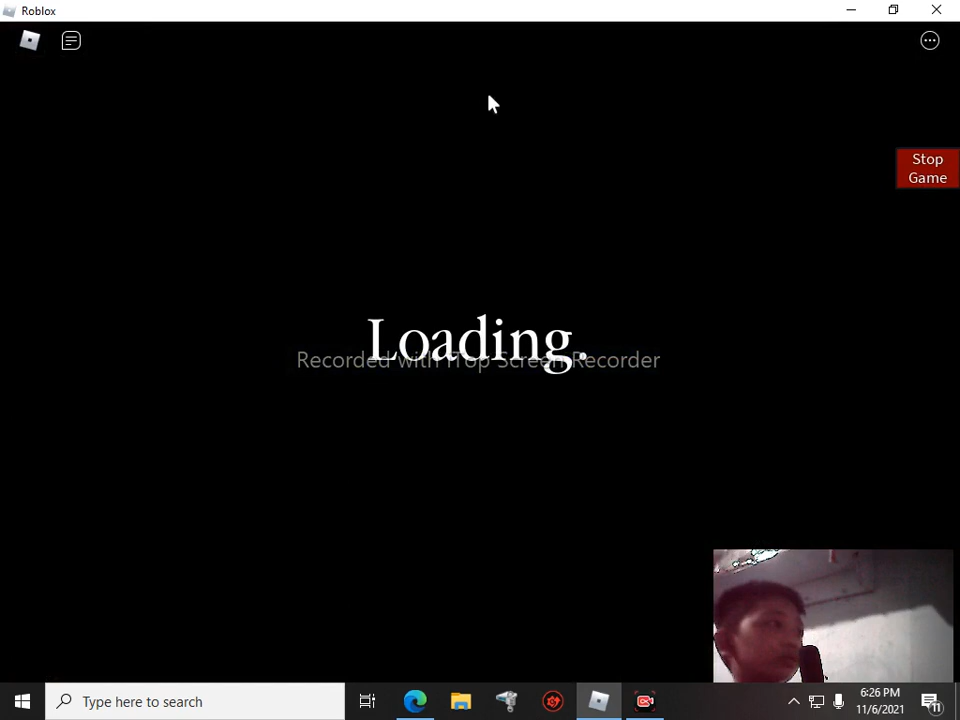 Roblox
Stop
Game
Loading.
Recorded with iTop Screen Recorder
Type here to search
6:26 PM
11/6/2021
11